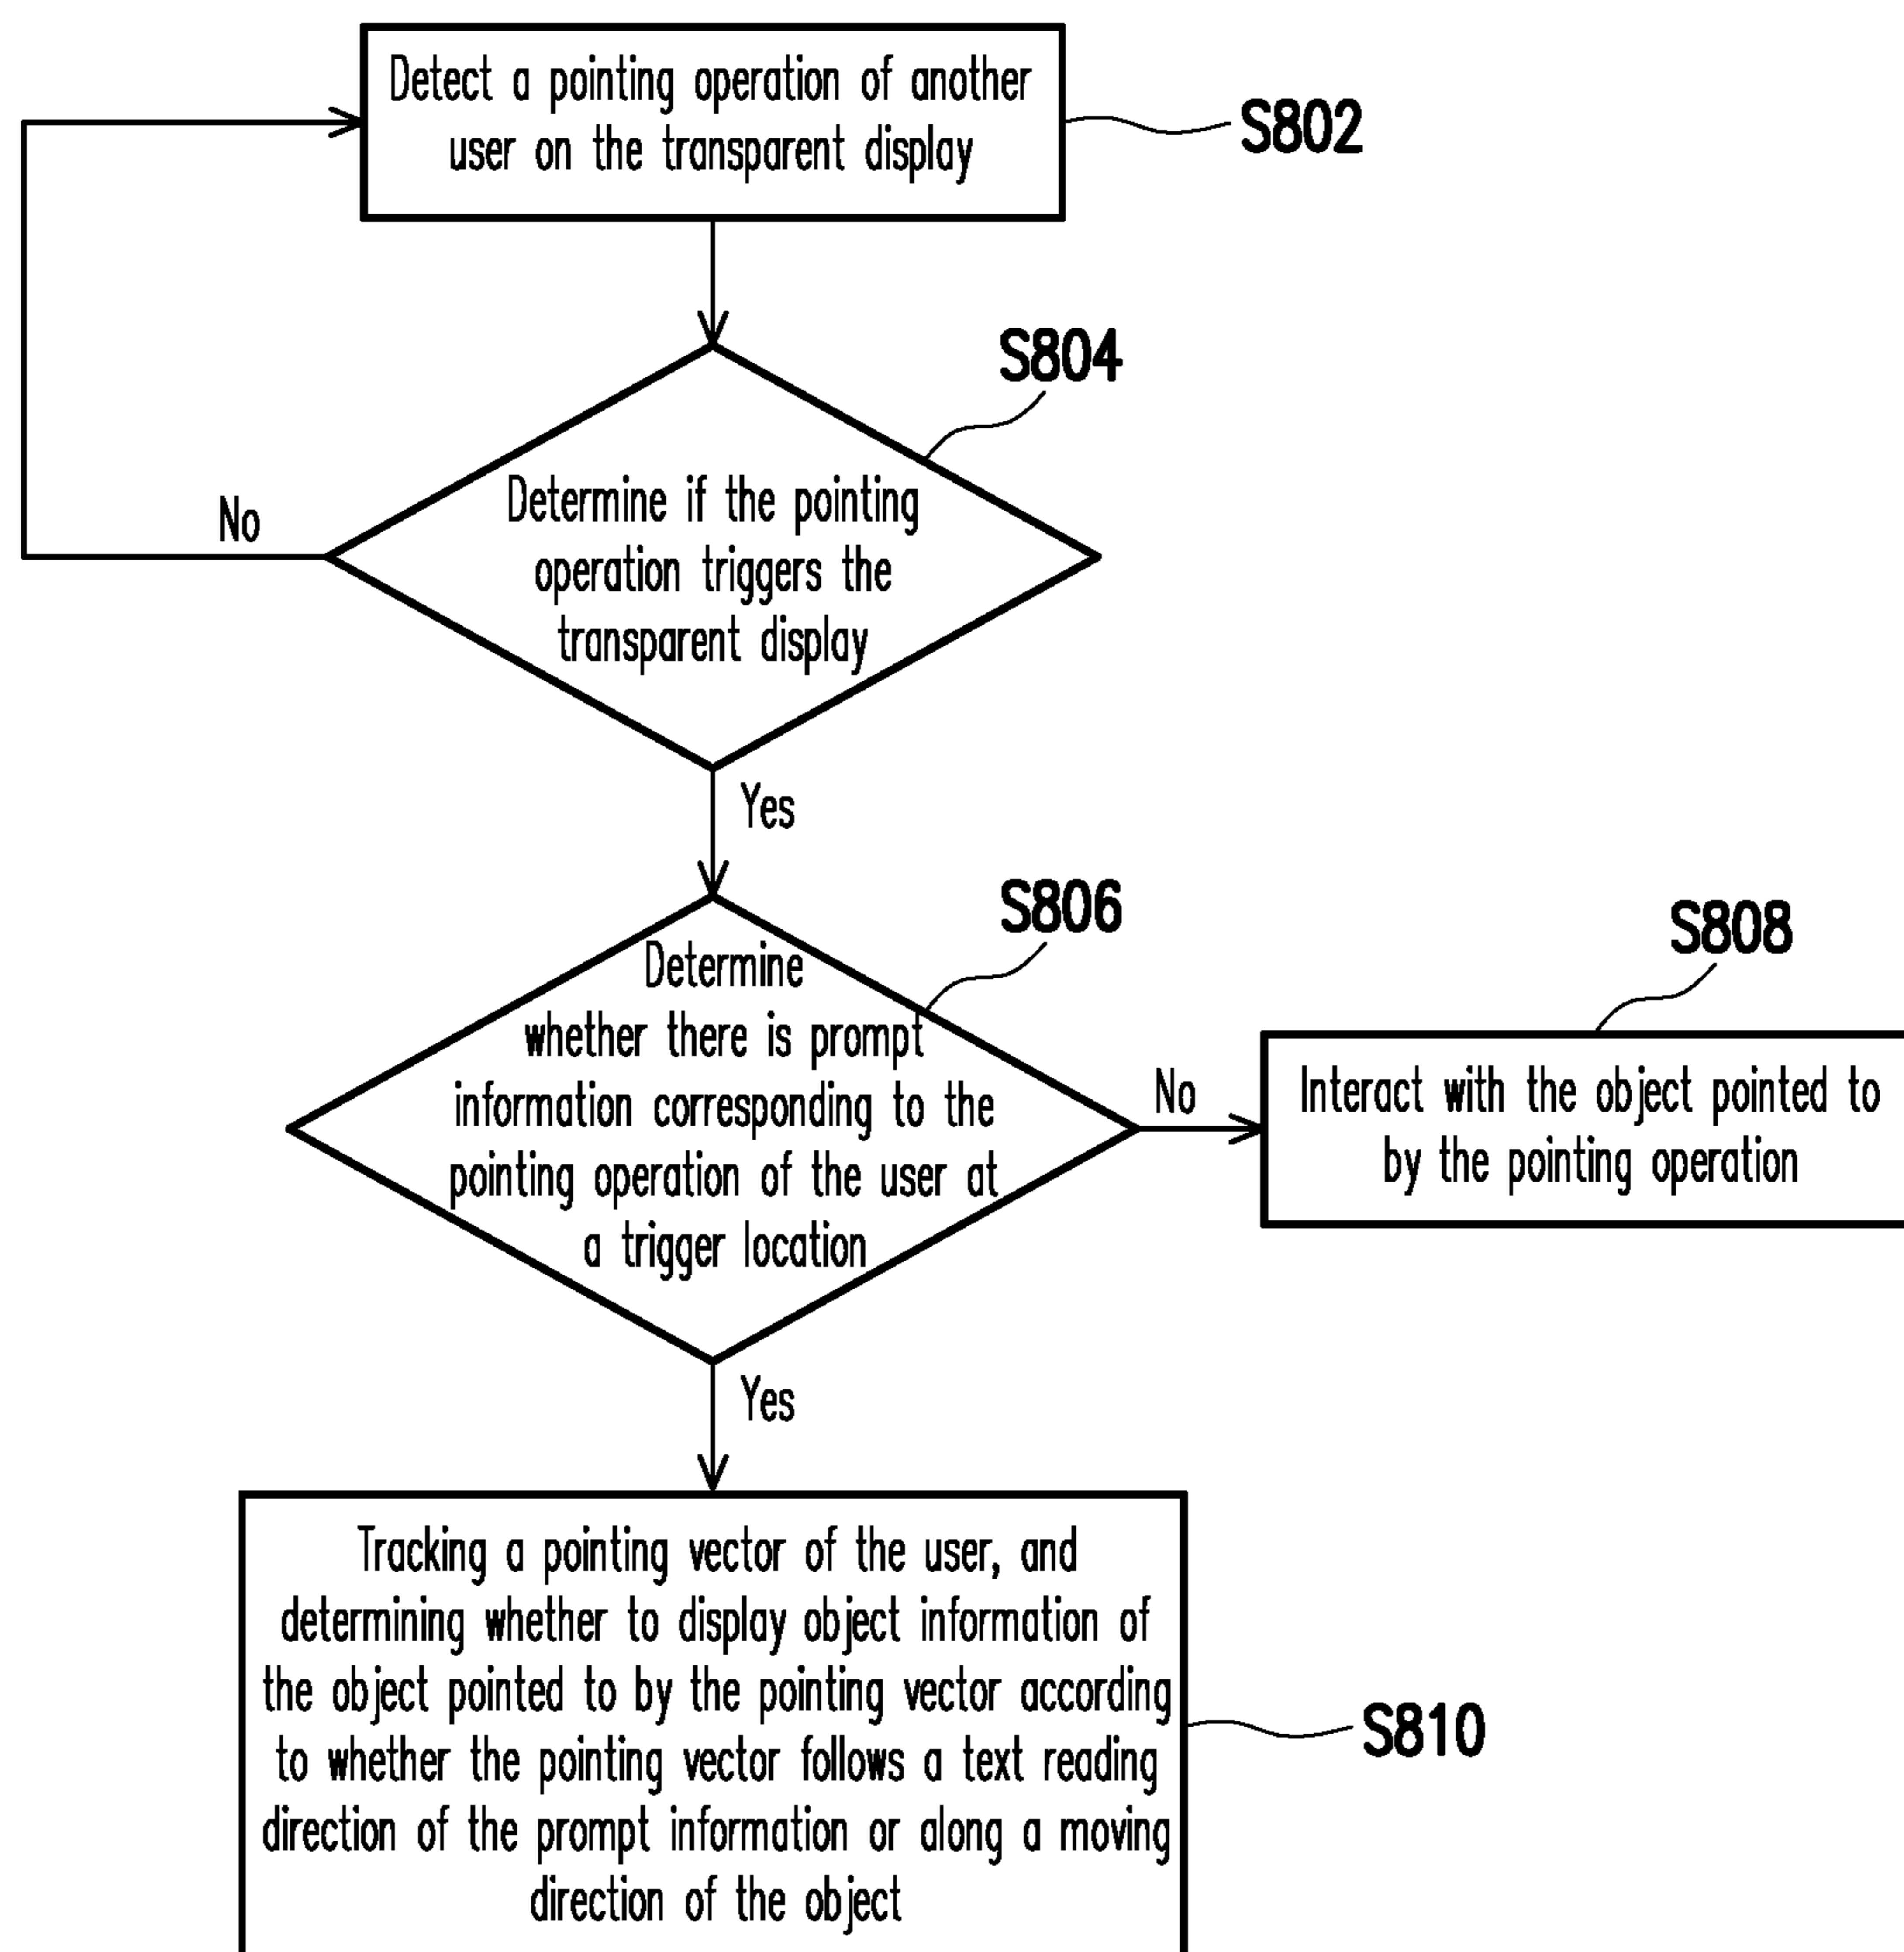 Detect a pointing operation of another
user on the transparent display
S802
S804
Determine if the pointing
operation triggers the
transparent display
No
Yes
S806
Determine
whether there is prompt
information corresponding to the
pointing operation of the user at
a trigger location
No
S808
Interact with the object pointed to
by the pointing operation
Yes
Tracking a pointing vector of the user, and
determining whether to display object information of
the object pointed to by the pointing vector according
to whether the pointing vector follows a text reading
direction of the prompt information or along a moving
direction of the object
S810